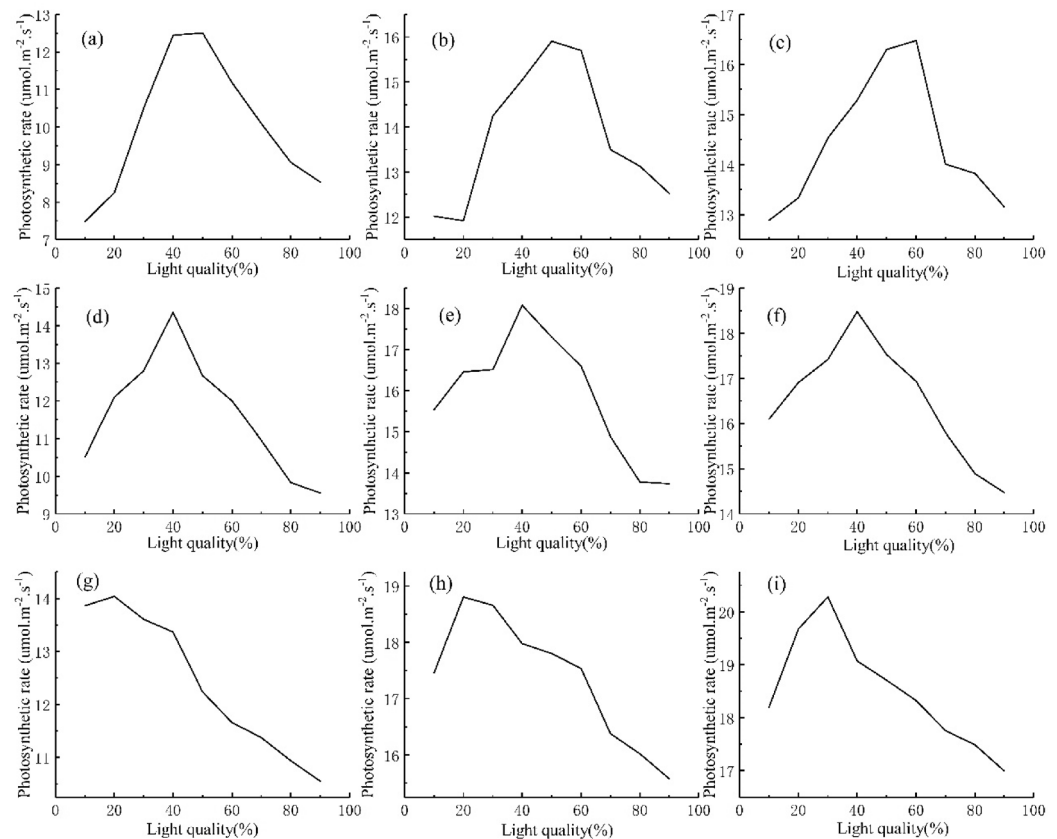 (a)
Photosynthetic rate (umol.m⁻².s⁻¹)
13
12
11
10
9
8
7
0 20 40 60 80 100
Light quality(%)
(b)
Photosynthetic rate (umol.m⁻².s⁻¹)
16
15
14
13
12
0 20 40 60 80 100
Light quality(%)
(c)
Photosynthetic rate (umol.m⁻².s⁻¹)
17
16
15
14
13
0 20 40 60 80 100
Light quality(%)
(d)
Photosynthetic rate (umol.m⁻².s⁻¹)
15
14
13
12
11
10
9
0 20 40 60 80 100
Light quality(%)
(e)
Photosynthetic rate (umol.m⁻².s⁻¹)
18
17
16
15
14
13
0 20 40 60 80 100
Light quality(%)
(f)
Photosynthetic rate (umol.m⁻².s⁻¹)
19
18
17
16
15
14
0 20 40 60 80 100
Light quality(%)
(g)
Photosynthetic rate (umol.m⁻².s⁻¹)
14
13
12
11
0 20 40 60 80 100
Light quality(%)
(h)
Photosynthetic rate (umol.m⁻².s⁻¹)
19
18
17
16
0 20 40 60 80 100
Light quality(%)
(i)
Photosynthetic rate (umol.m⁻².s⁻¹)
20
19
18
17
0 20 40 60 80 100
Light quality(%)